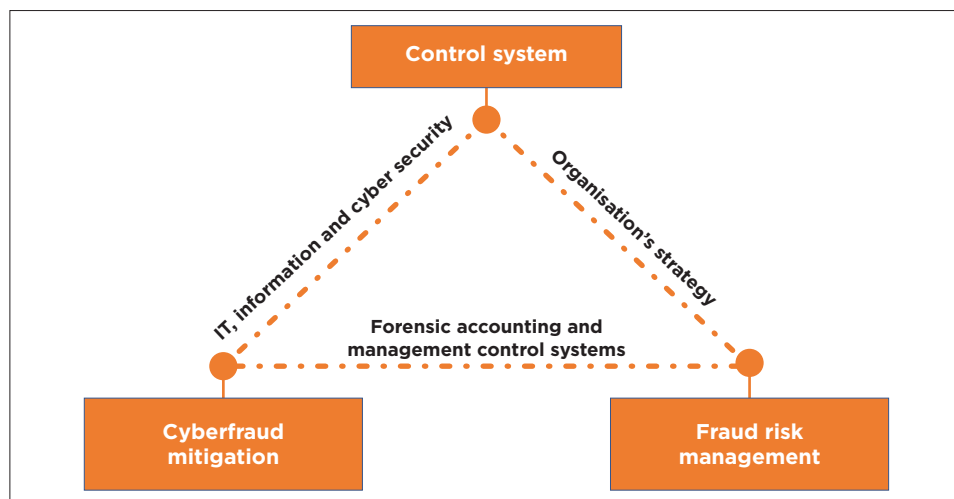 Control system
IT, information and cyber security
Organisation's strategy
Forensic accounting and
management control systems
Cyberfraud
mitigation
Fraud risk
management